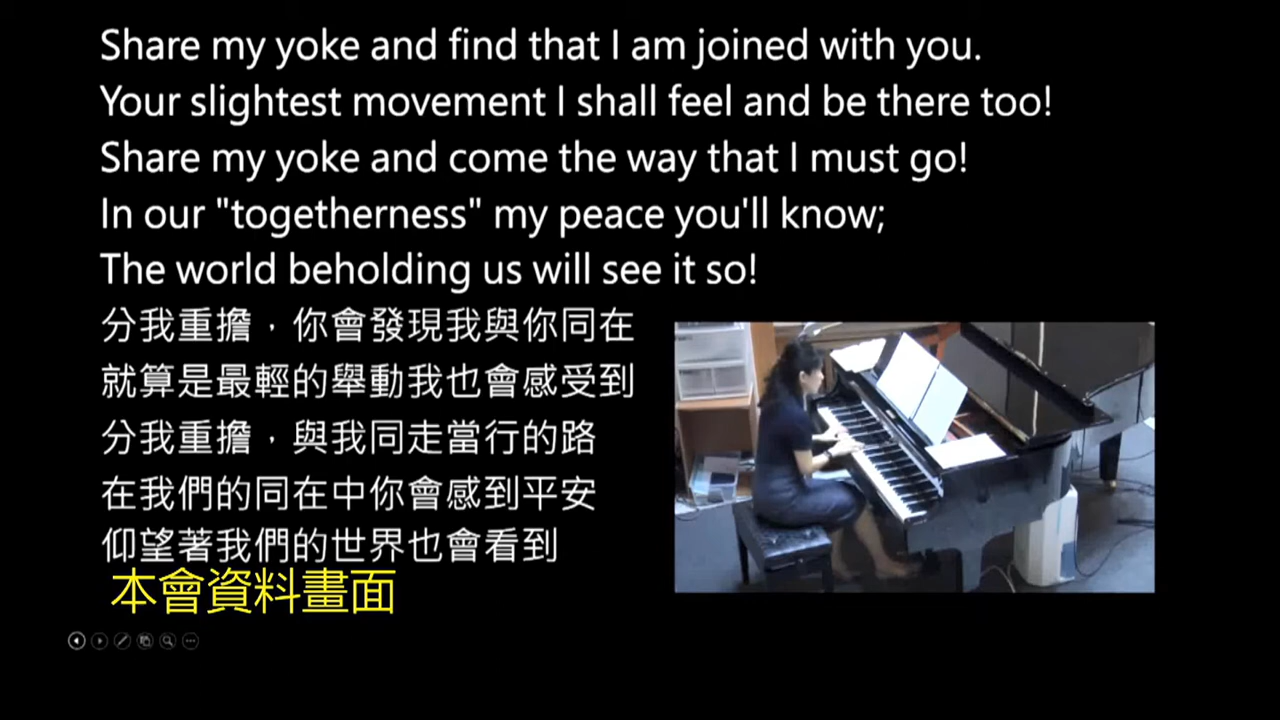 Share my yoke and find that I am joined with you.
Your slightest movement I shall feel and be there too!
Share my yoke and come the way that I must go!
In our "togetherness" my peace you'll know;
The world beholding us will see it so!
分我重擔，你會發現我與你同在
就算是最輕的舉動我也會感受到
分我重擔，與我同走當行的路
在我們的同在中你會感到平安
仰望著我們的世界也會看到
本會資料畫面